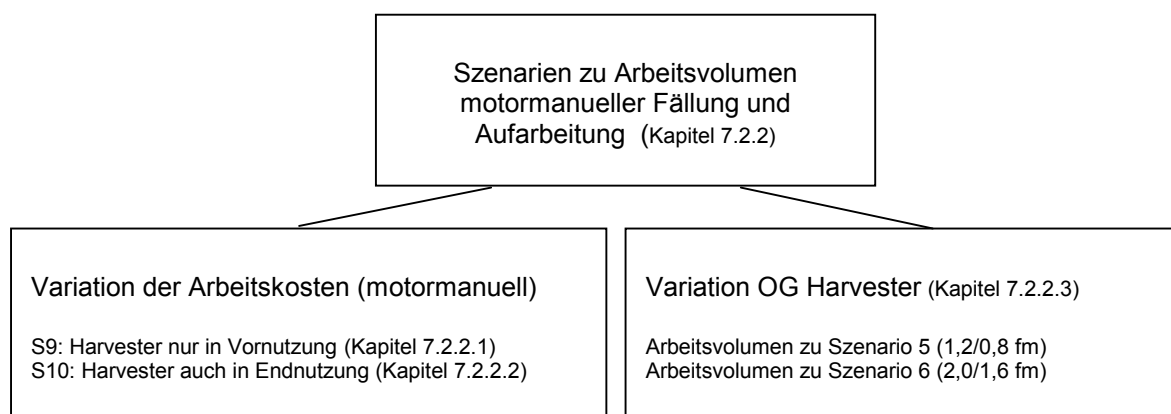 Szenarien zu Arbeitsvolumen
motormanueller Fällung und
Aufarbeitung (Kapitel 7.2.2)
Variation der Arbeitskosten (motormanuell)
S9: Harvester nur in Vornutzung (Kapitel 7.2.2.1)
S10: Harvester auch in Endnutzung (Kapitel 7.2.2.2)
Variation OG Harvester (Kapitel 7.2.2.3)
Arbeitsvolumen zu Szenario 5 (1,2/0,8 fm)
Arbeitsvolumen zu Szenario 6 (2,0/1,6 fm)